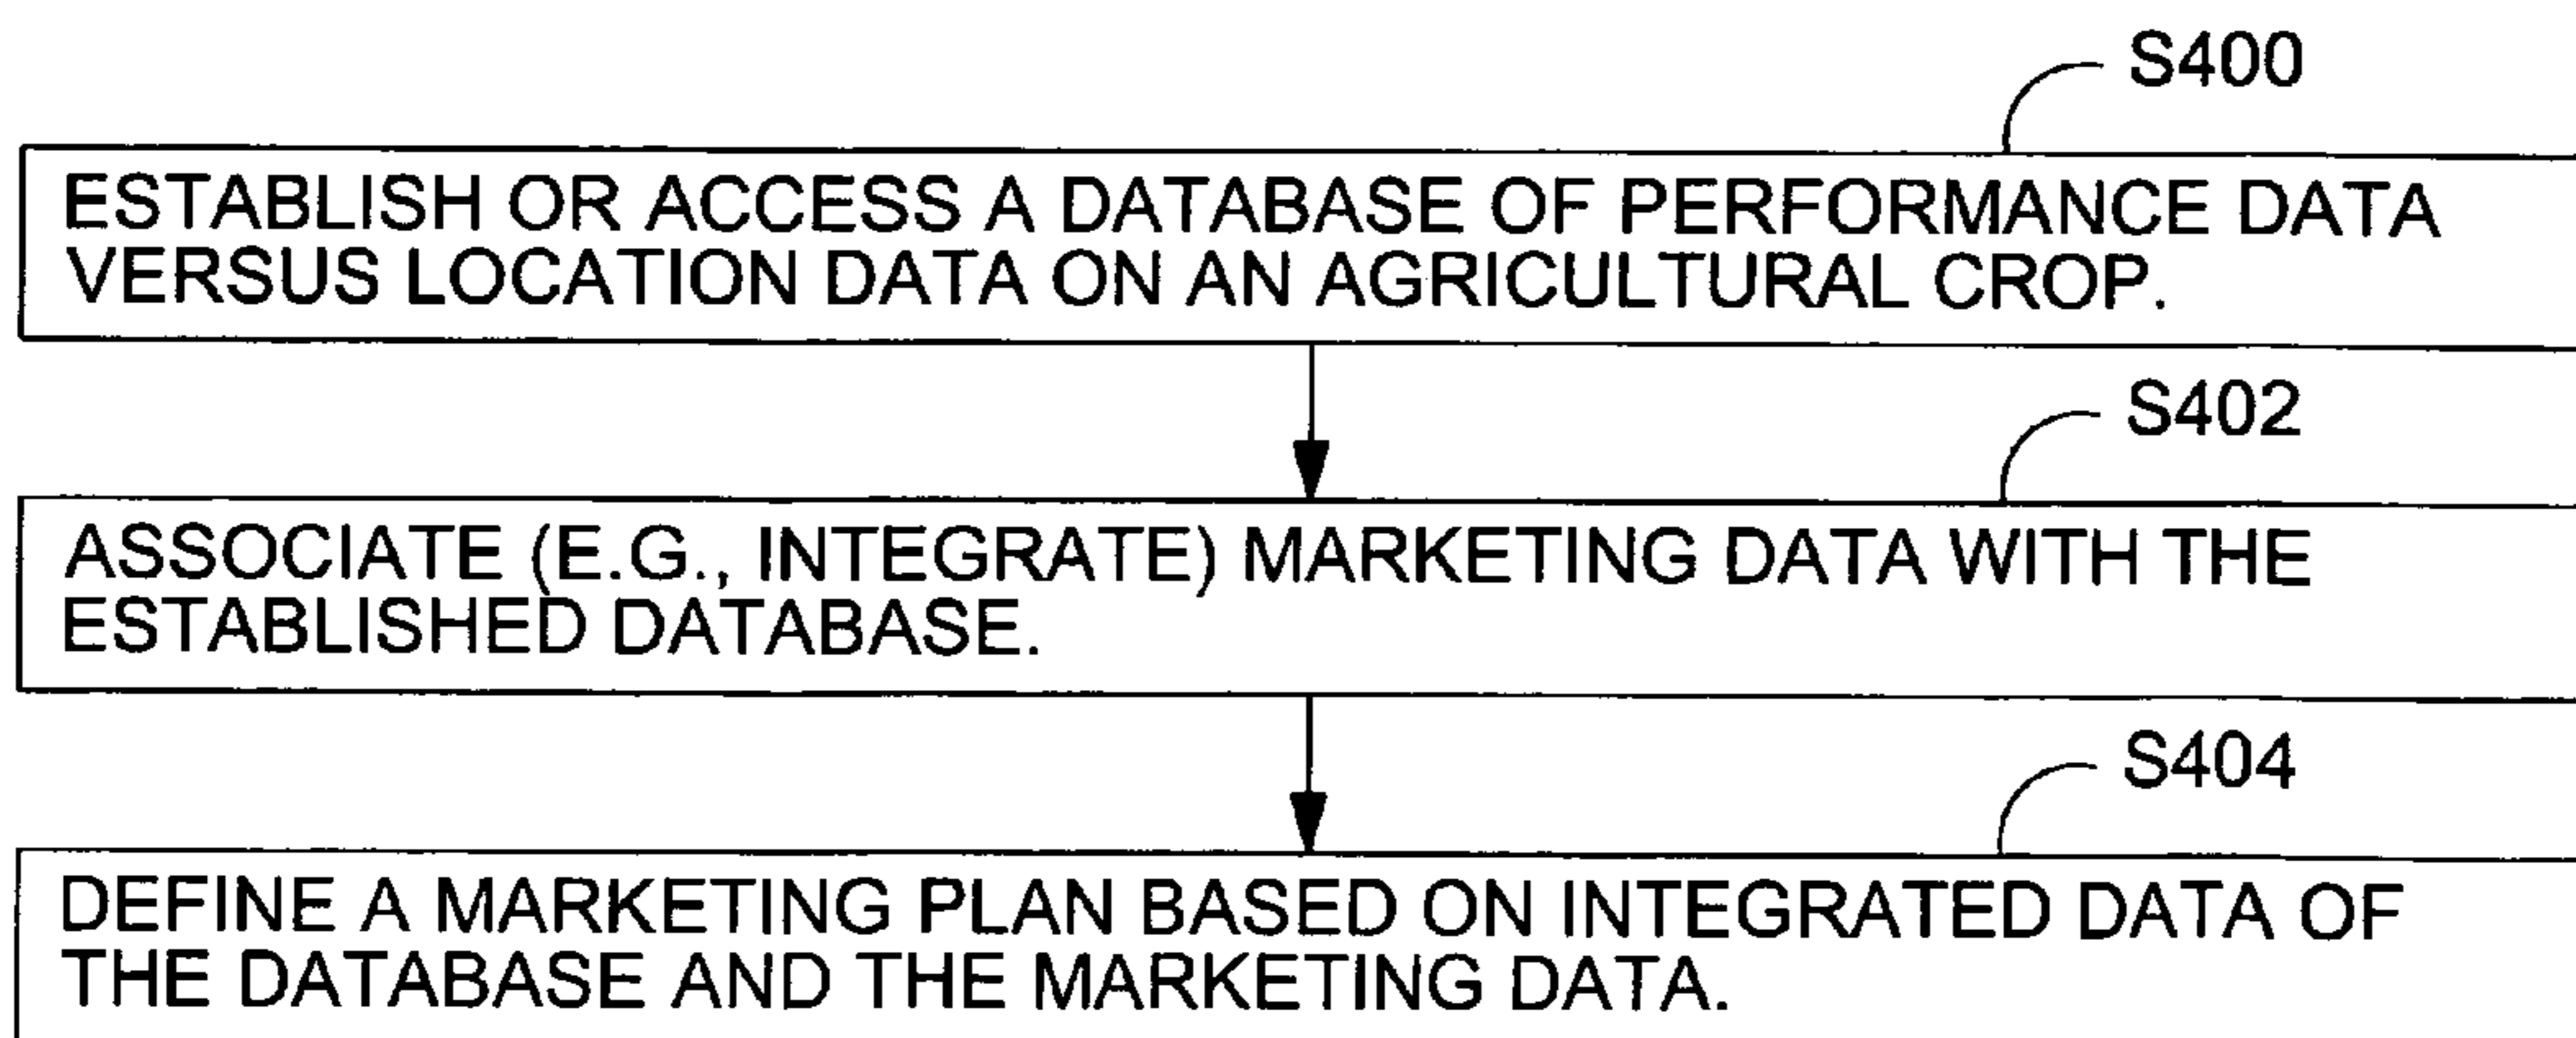 S400
ESTABLISH OR ACCESS A DATABASE OF PERFORMANCE DATA
VERSUS LOCATION DATA ON AN AGRICULTURAL CROP.
S402
ASSOCIATE (E.G., INTEGRATE) MARKETING DATA WITH THE
ESTABLISHED DATABASE.
S404
DEFINE A MARKETING PLAN BASED ON INTEGRATED DATA OF
THE DATABASE AND THE MARKETING DATA.